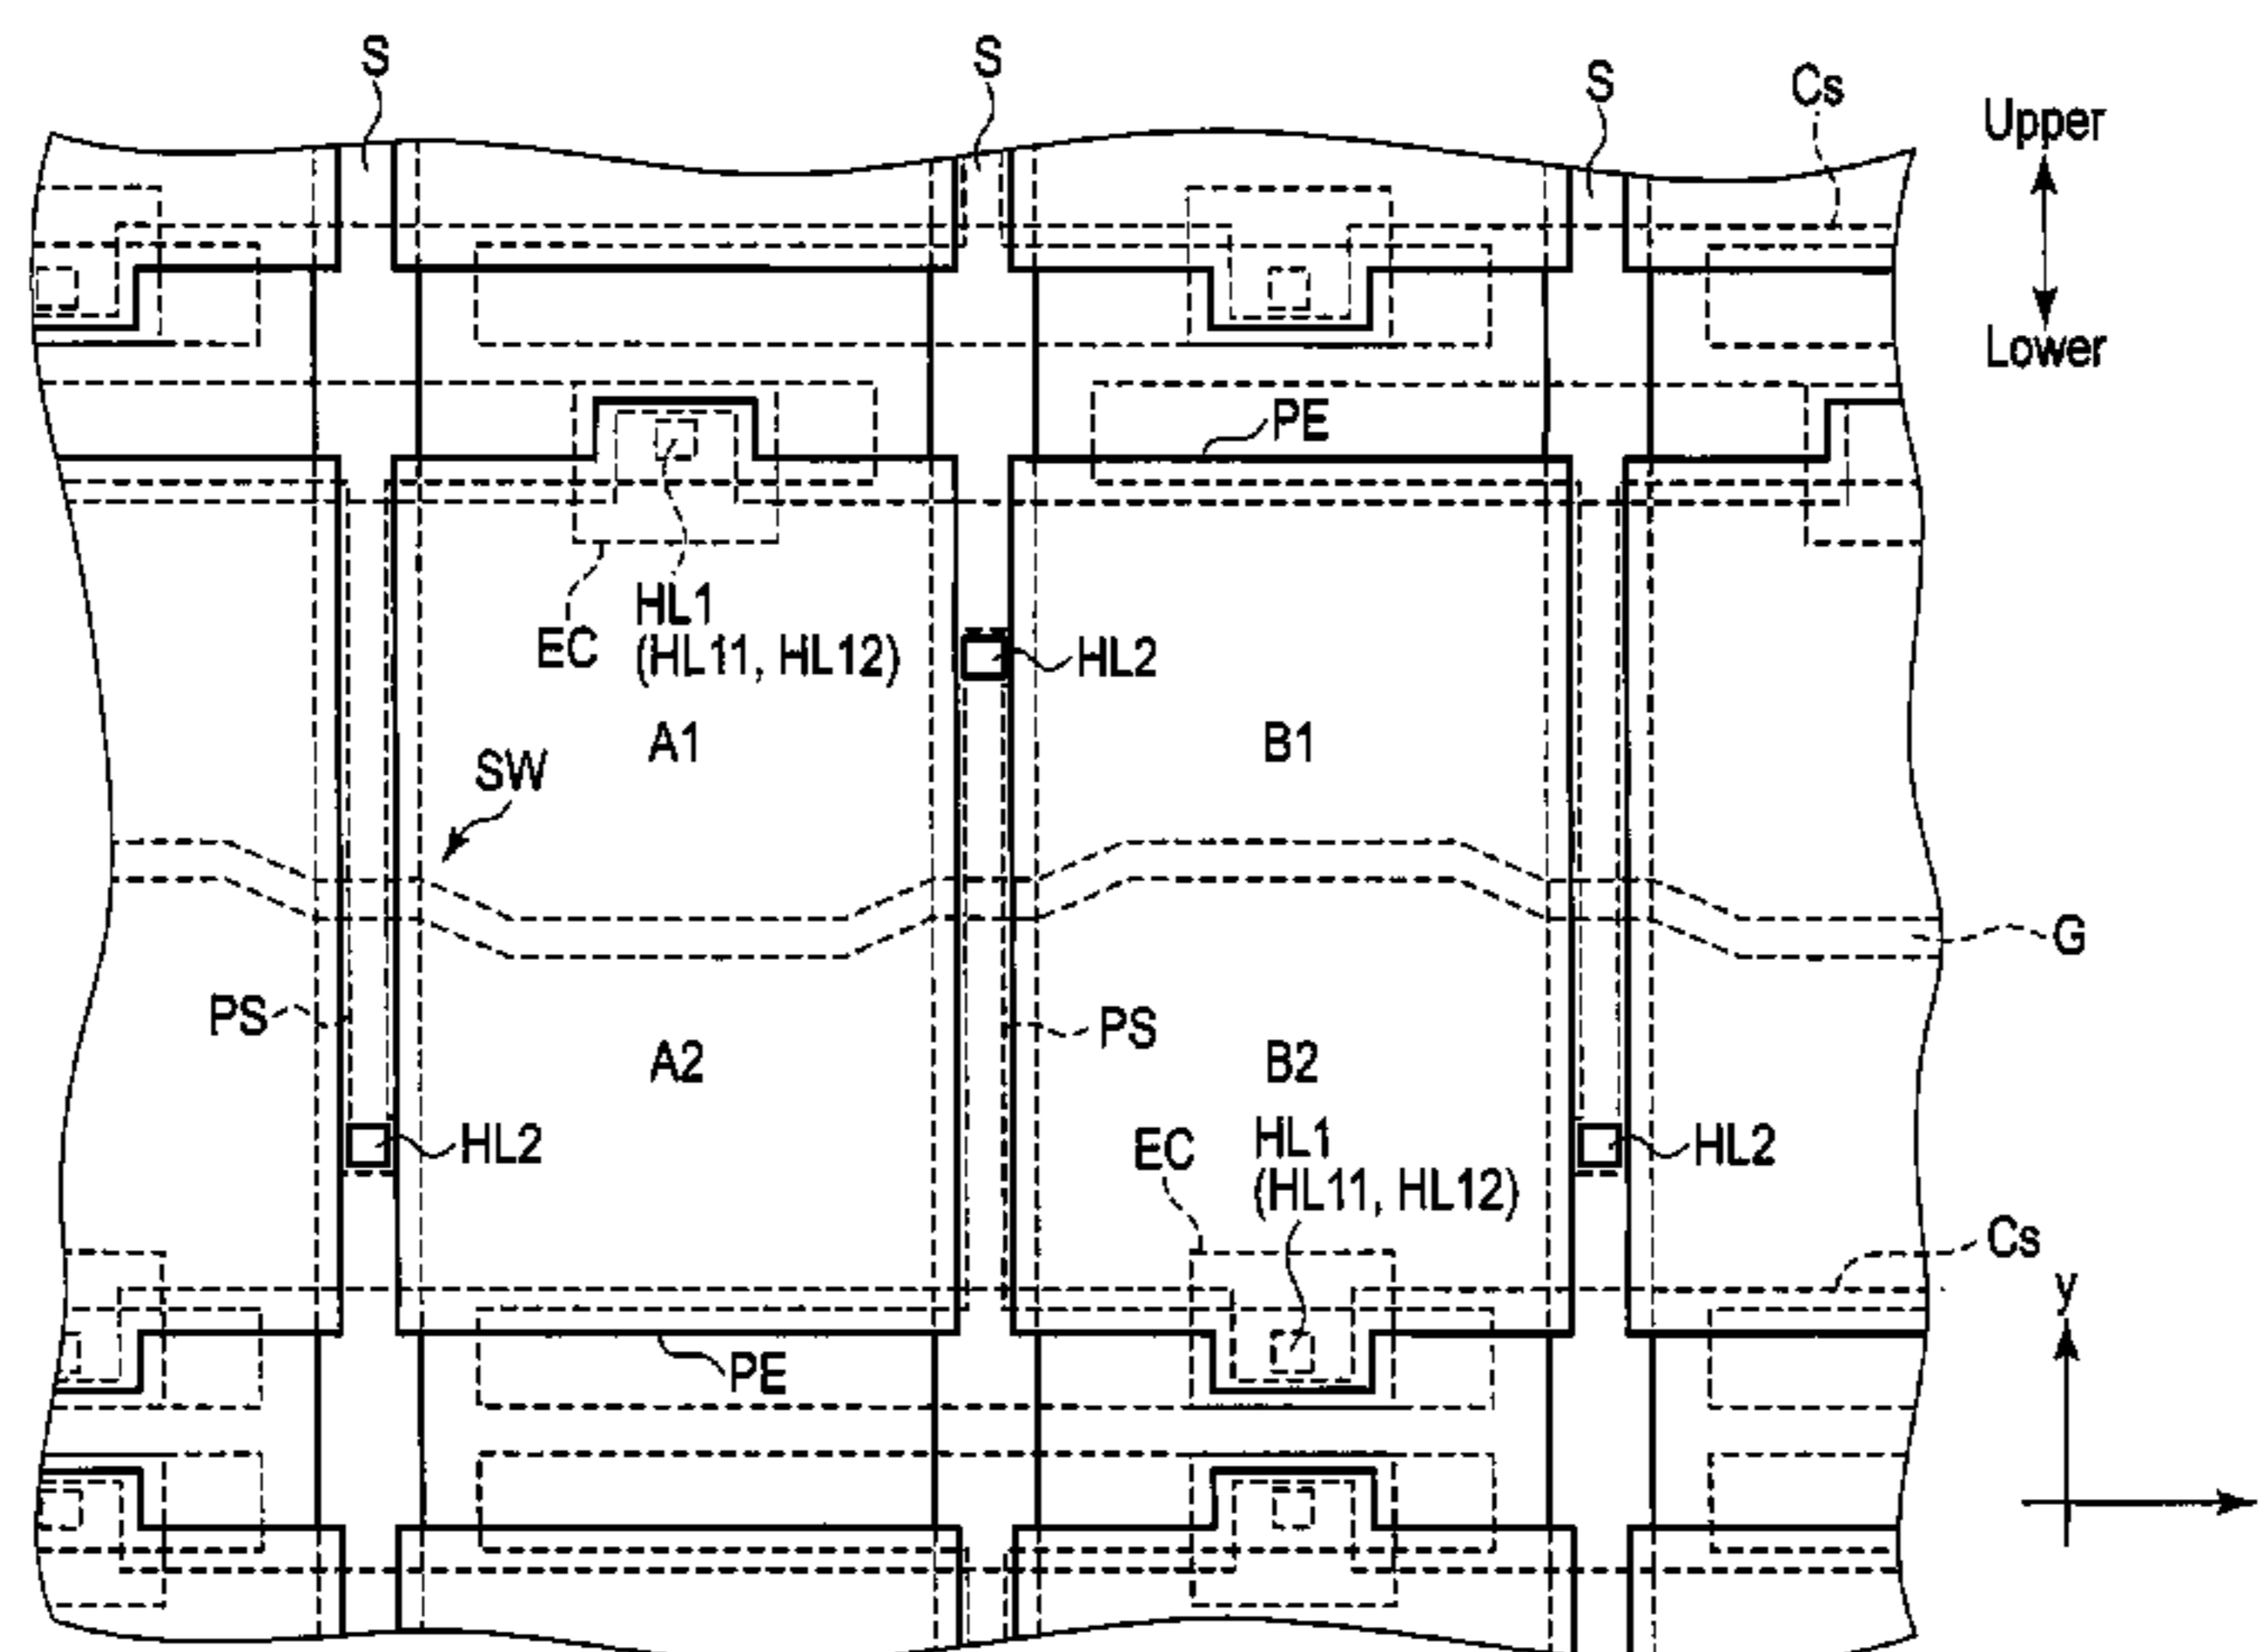 S
S
S
Cs
Upper
Lower
PE
HL1
(HL11, HL12)
EC
HL2
A1
B1
SW
G
PS
PS
A2
B2
HL2
EC
HL1
(HL11, HL12)
HL2
Cs
y
PE